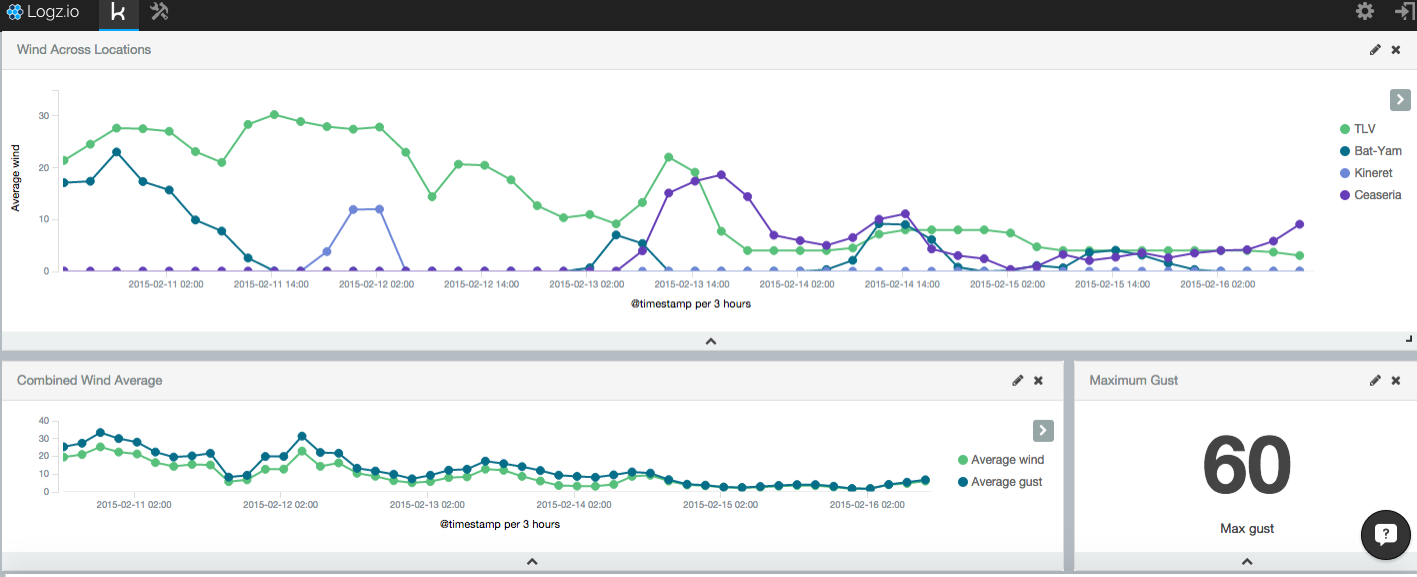 Logz.io k
Wind Across Locations
30
20
10
0
Average wind
2015-02-11 02:00 2015-02-11 14:00 2015-02-12 02:00 2015-02-12 14:00 2015-02-13 02:00 2015-02-13 14:00 2015-02-14 02:00 2015-02-14 14:00 2015-02-15 02:00 2015-02-15 14:00 2015-02-16 02:00
@timestamp per 3 hours
TLV
Bat-Yam
Kineret
Ceaseria
Combined Wind Average
40
30
20
10
0
2015-02-11 02:00 2015-02-12 02:00 2015-02-13 02:00 2015-02-14 02:00 2015-02-15 02:00 2015-02-16 02:00
@timestamp per 3 hours
Average wind
Average gust
Maximum Gust
60
Max gust
?